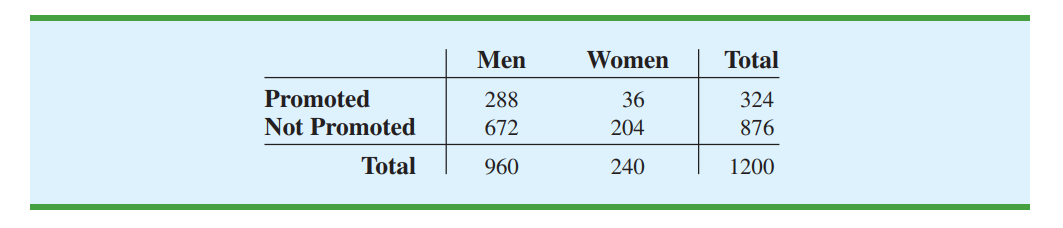 Men Women Total
Promoted 288 36 324
Not Promoted 672 204 876
Total 960 240 1200